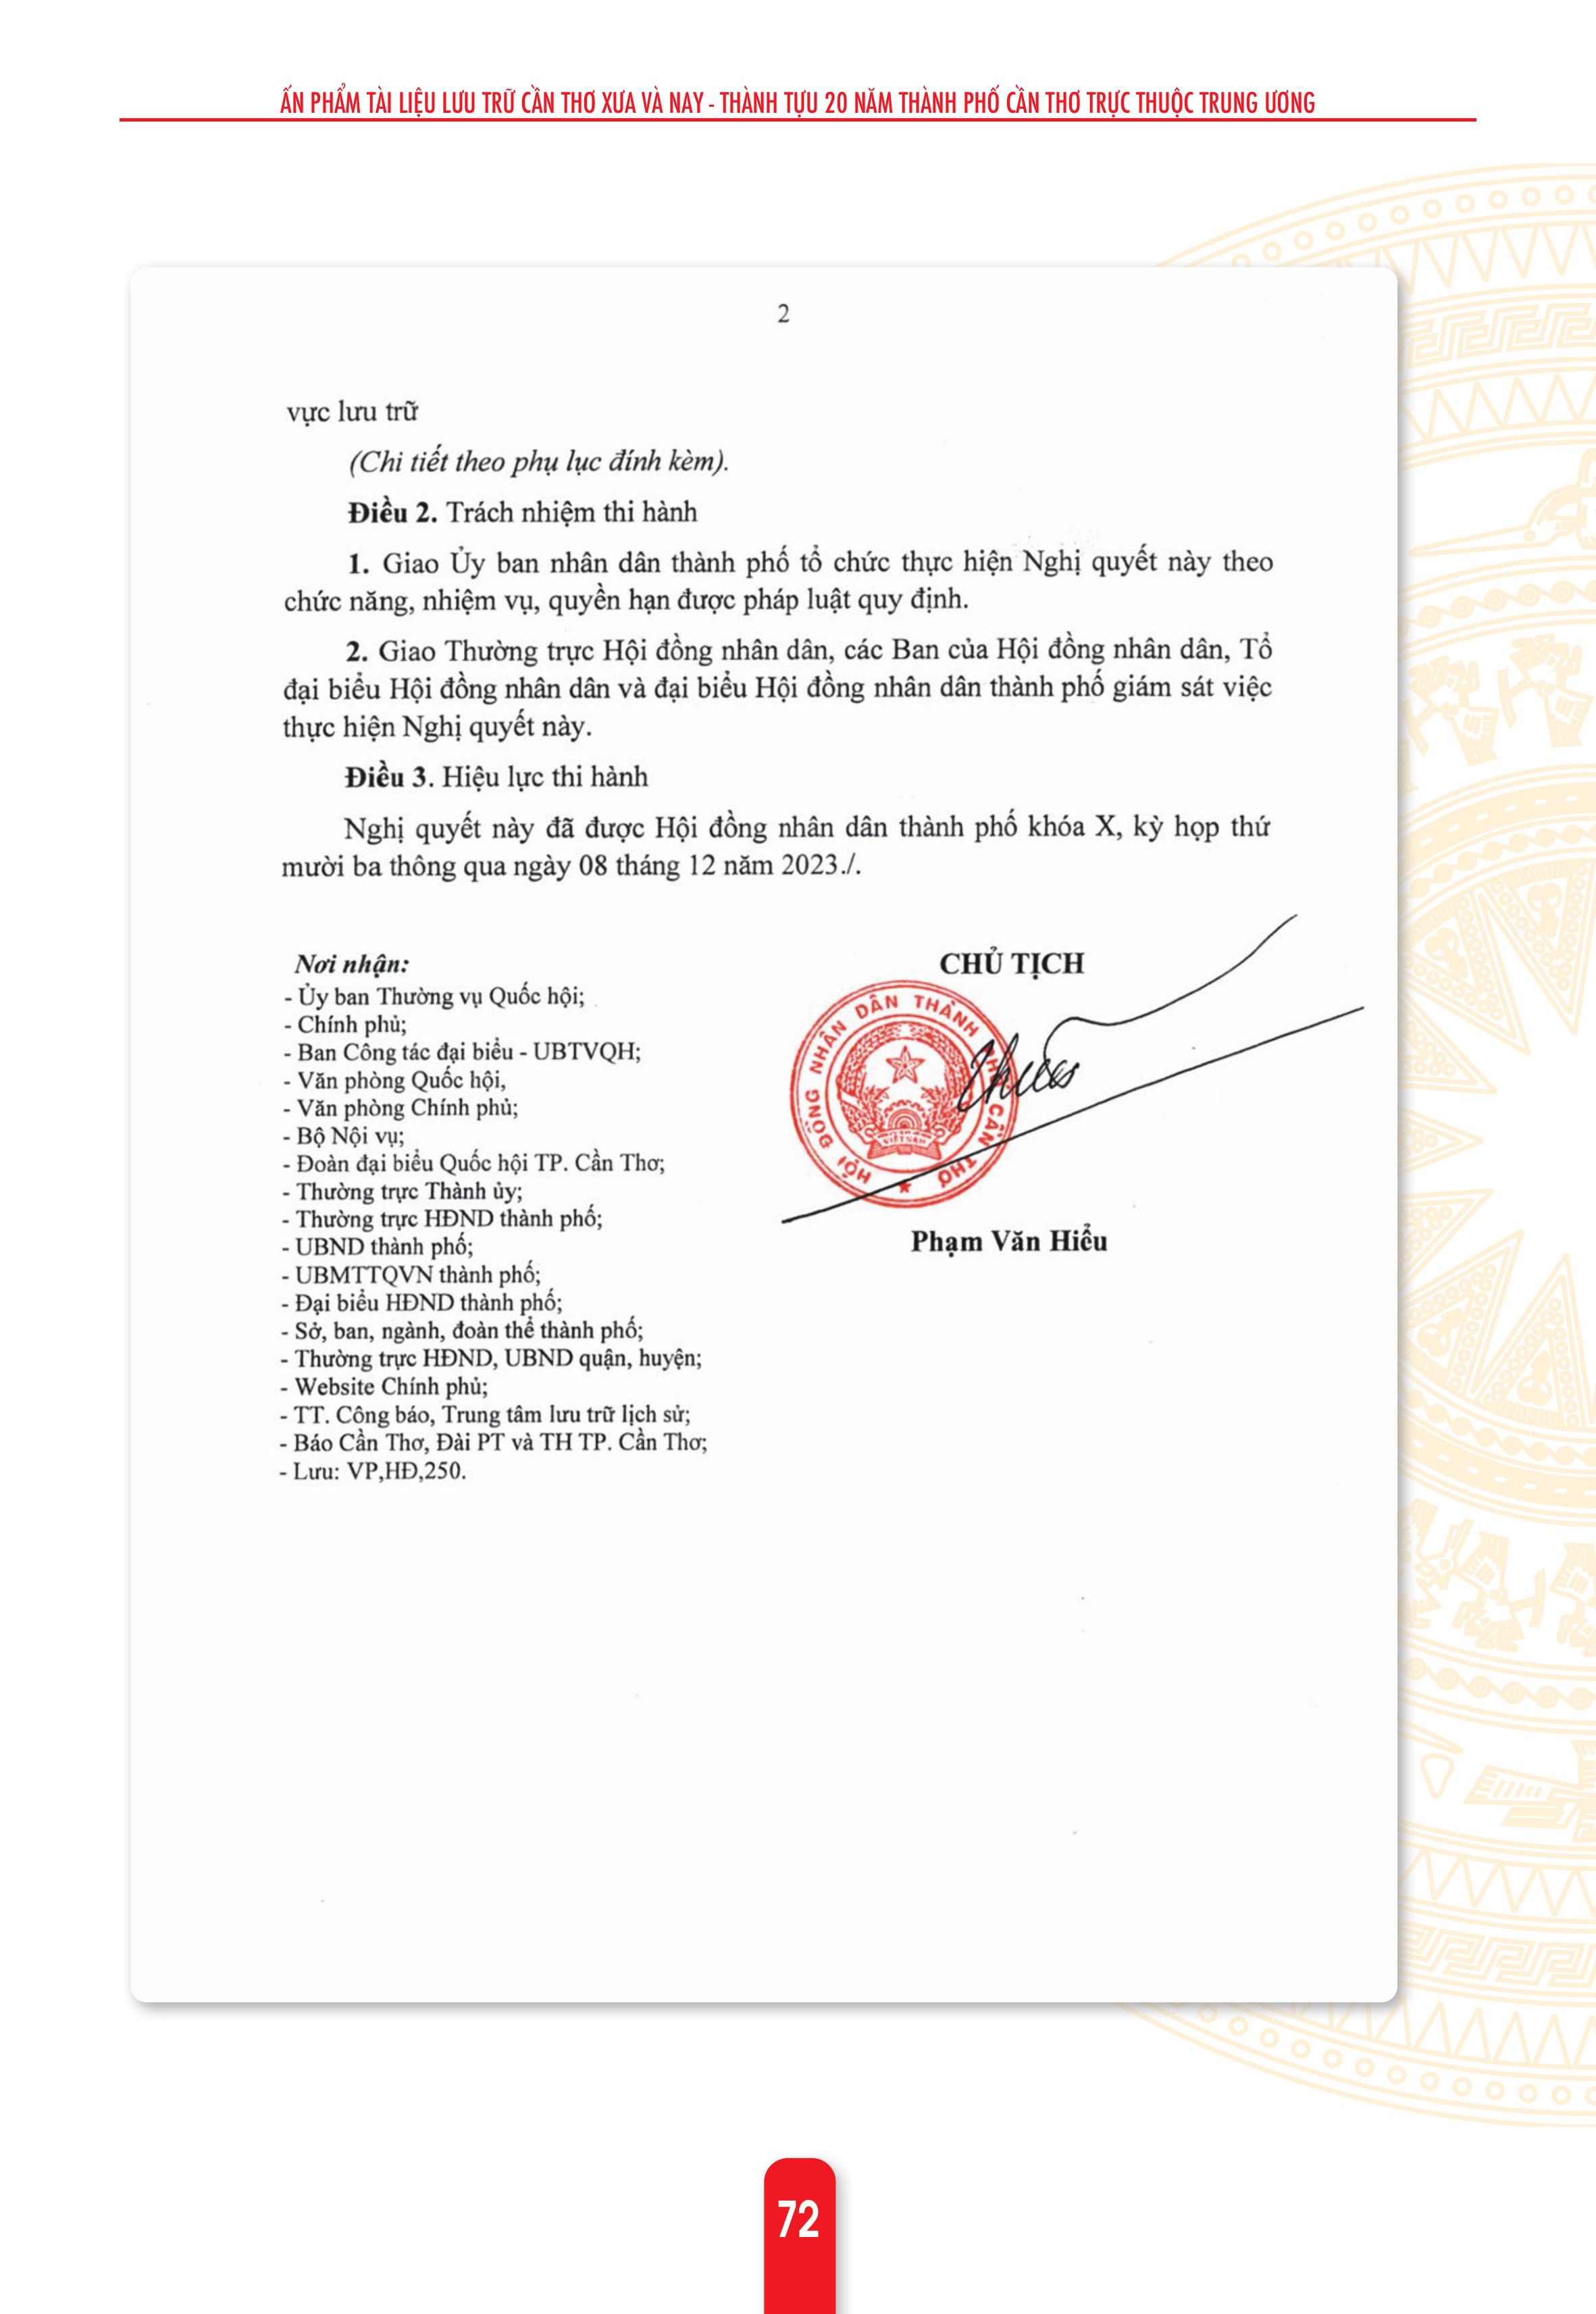 ẤN PHẨM TÀI LIỆU LƯU TRỮ CẦN THƠ XƯA VÀ NAY - THÀNH TỰU 20 NĂM THÀNH PHỐ CẦN THƠ TRỰC THUỘC TRUNG ƯƠNG
2
vực lưu trữ
(Chi tiết theo phụ lục đính kèm).
Điều 2. Trách nhiệm thi hành
1. Giao Ủy ban nhân dân thành phố tổ chức thực hiện Nghị quyết này theo
chức năng, nhiệm vụ, quyền hạn được pháp luật quy định.
2. Giao Thường trực Hội đồng nhân dân, các Ban của Hội đồng nhân dân, Tổ
đại biểu Hội đồng nhân dân và đại biểu Hội đồng nhân dân thành phố giám sát việc
thực hiện Nghị quyết này.
Điều 3. Hiệu lực thi hành
Nghị quyết này đã được Hội đồng nhân dân thành phố khóa X, kỳ họp thứ
mười ba thông qua ngày 08 tháng 12 năm 2023./.
Nơi nhận:
- Ủy ban Thường vụ Quốc hội;
- Chính phủ;
- Ban Công tác đại biểu - UBTVQH;
- Văn phòng Quốc hội,
- Văn phòng Chính phủ;
- Bộ Nội vụ;
- Đoàn đại biểu Quốc hội TP. Cần Thơ;
- Thường trực Thành ủy;
- Thường trực HĐND thành phố;
- UBND thành phố;
- UBMTTQVN thành phố;
- Đại biểu HĐND thành phố;
- Sở, ban, ngành, đoàn thể thành phố;
- Thường trực HĐND, UBND quận, huyện;
- Website Chính phủ;
- TT. Công báo, Trung tâm lưu trữ lịch sử;
- Báo Cần Thơ, Đài PT và TH TP. Cần Thơ;
- Lưu: VP,HĐ,250.
CHỦ TỊCH
HỘI ĐỒNG NHÂN DÂN THÀNH PHỐ CẦN THƠ
VIỆT NAM
Phạm Văn Hiểu
72